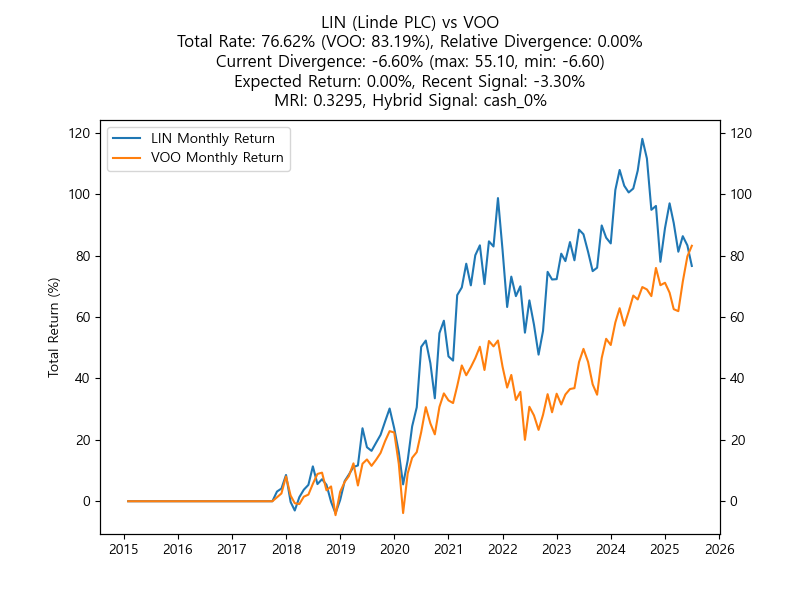 LIN (Linde PLC) vs VOO
Total Rate: 76.62% (VOO: 83.19%), Relative Divergence: 0.00%
Current Divergence: -6.60% (max: 55.10, min: -6.60)
Expected Return: 0.00%, Recent Signal: -3.30%
MRI: 0.3295, Hybrid Signal: cash_0%
LIN Monthly Return
VOO Monthly Return
Total Return (%)
120 120
100 100
80 80
60 60
40 40
20 20
0 0
2015 2016 2017 2018 2019 2020 2021 2022 2023 2024 2025 2026